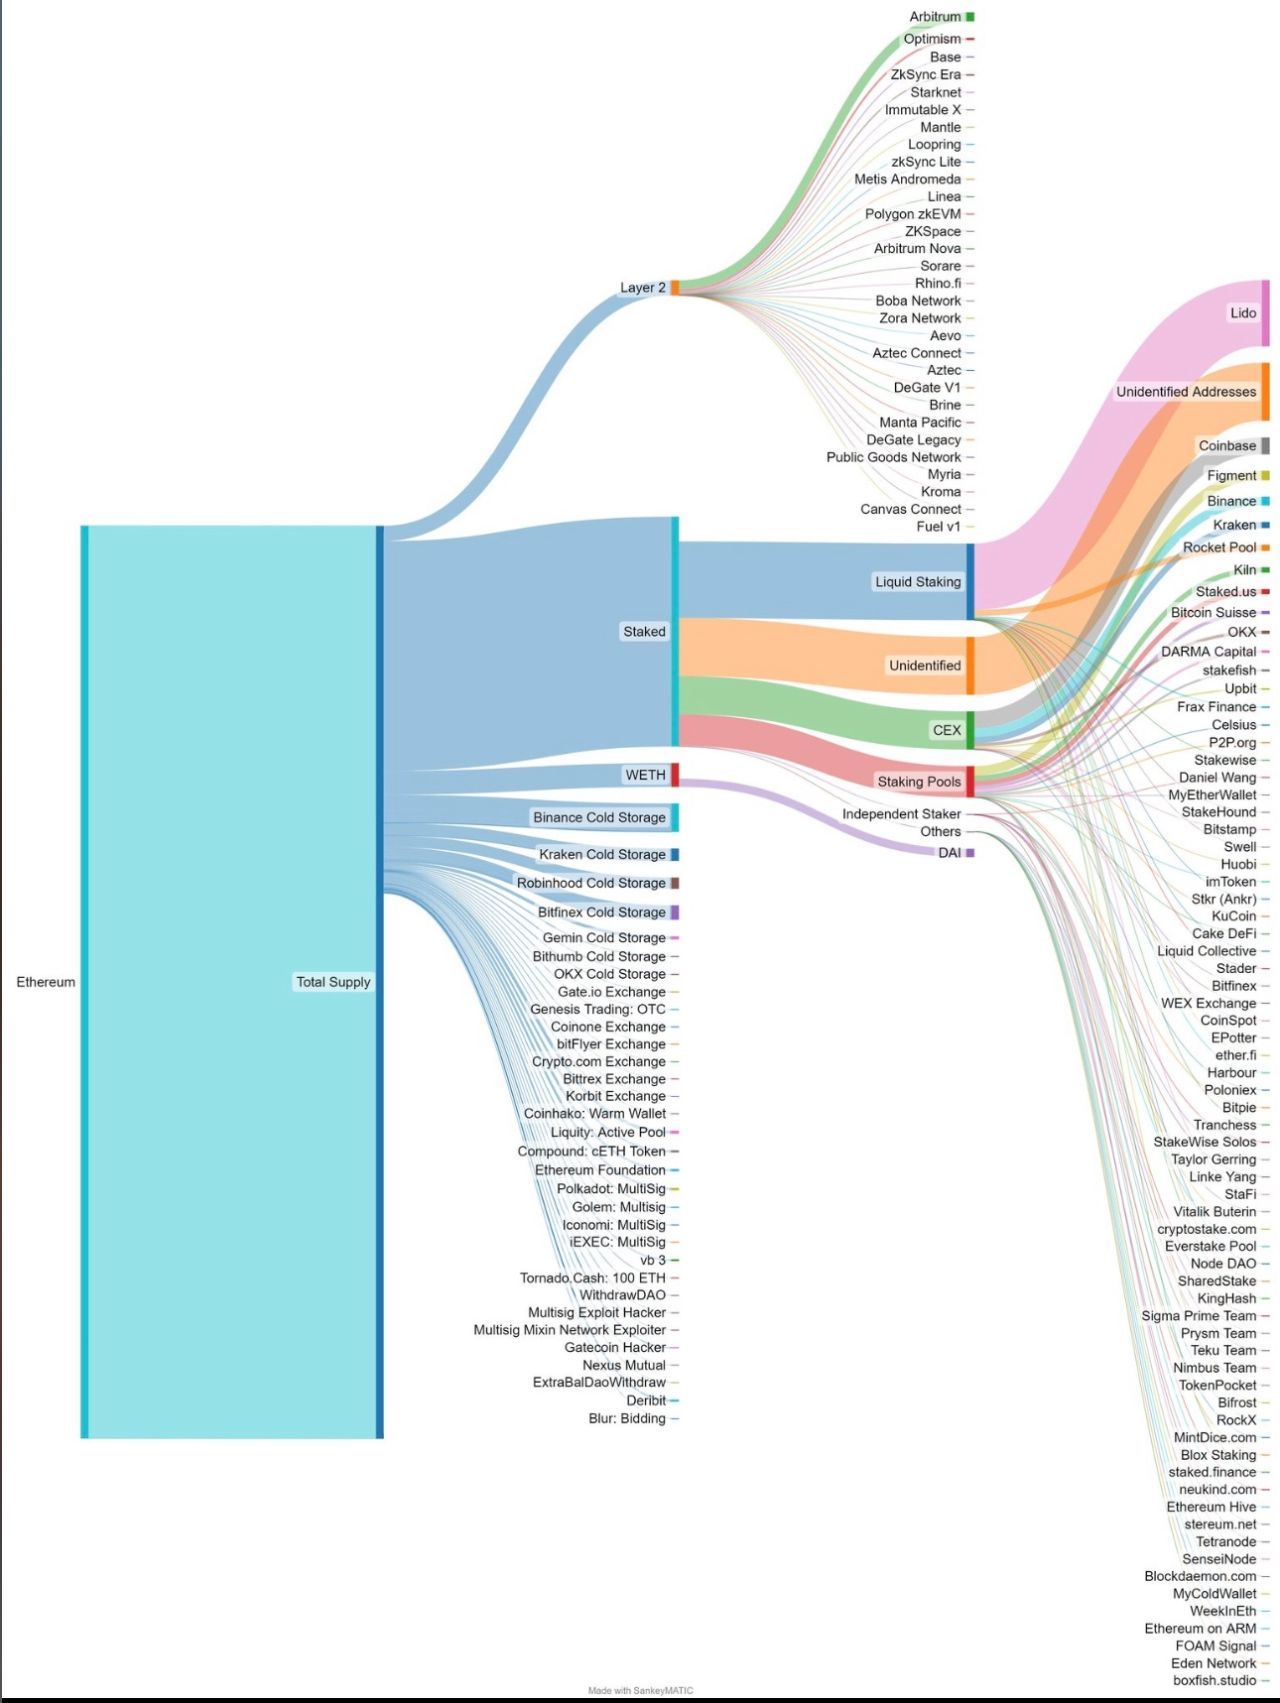 Ethereum
Total Supply
Layer 2
Staked
WETH
Binance Cold Storage
Kraken Cold Storage
Robinhood Cold Storage
Bitfinex Cold Storage
Gemin Cold Storage
Bithumb Cold Storage
OKX Cold Storage
Gate.io Exchange
Genesis Trading: OTC
Coinone Exchange
bitFlyer Exchange
Crypto.com Exchange
Bittrex Exchange
Korbit Exchange
Coinhako: Warm Wallet
Liquity: Active Pool
Compound: cETH Token
Ethereum Foundation
Polkadot: MultiSig
Golem: Multisig
Iconomi: MultiSig
iEXEC: MultiSig
vb 3
Tornado.Cash: 100 ETH
WithdrawDAO
Multisig Exploit Hacker
Multisig Mixin Network Exploiter
Gatecoin Hacker
Nexus Mutual
ExtraBalDaoWithdraw
Deribit
Blur: Bidding
Arbitrum
Optimism
Base
ZkSync Era
Starknet
Immutable X
Mantle
Loopring
zkSync Lite
Metis Andromeda
Linea
Polygon zkEVM
ZKSpace
Arbitrum Nova
Sorare
Rhino.fi
Boba Network
Zora Network
Aevo
Aztec Connect
Aztec
DeGate V1
Brine
Manta Pacific
DeGate Legacy
Public Goods Network
Myria
Kroma
Canvas Connect
Fuel v1
Liquid Staking
Unidentified
CEX
Staking Pools
Independent Staker
Others
DAI
Lido
Unidentified Addresses
Coinbase
Figment
Binance
Kraken
Rocket Pool
Kiln
Staked.us
Bitcoin Suisse
OKX
DARMA Capital
stakefish
Upbit
Frax Finance
Celsius
P2P.org
Stakewise
Daniel Wang
MyEtherWallet
StakeHound
Bitstamp
Swell
Huobi
imToken
Stkr (Ankr)
KuCoin
Cake DeFi
Liquid Collective
Stader
Bitfinex
WEX Exchange
CoinSpot
EPotter
ether.fi
Harbour
Poloniex
Bitpie
Tranchess
StakeWise Solos
Taylor Gerring
Linke Yang
StaFi
Vitalik Buterin
cryptostake.com
Everstake Pool
Node DAO
SharedStake
KingHash
Sigma Prime Team
Prysm Team
Teku Team
Nimbus Team
TokenPocket
Bifrost
RockX
MintDice.com
Blox Staking
staked.finance
neukind.com
Ethereum Hive
stereum.net
Tetranode
SenseiNode
Blockdaemon.com
MyColdWallet
WeekInEth
Ethereum on ARM
FOAM Signal
Eden Network
boxfish.studio
Made with SankeyMATIC